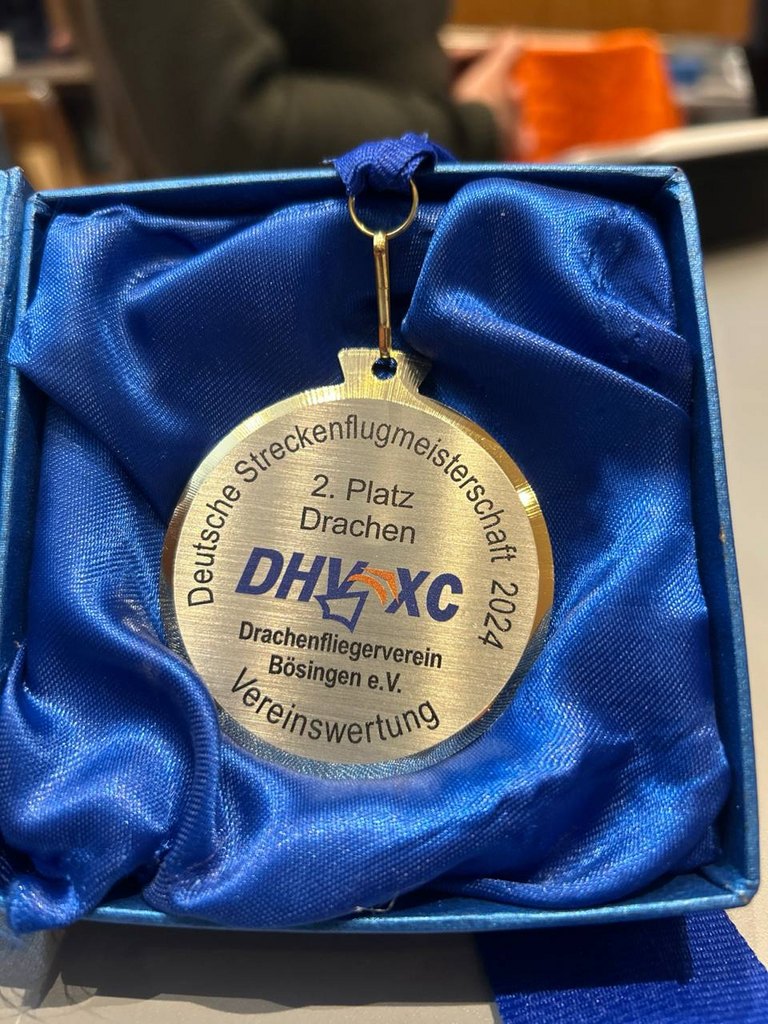 Deutsche Streckenflugmeisterschaft 2024
2. Platz
Drachen
DHV XC
Drachenfliegerverein
Bösingen e.V.
Vereinswertung